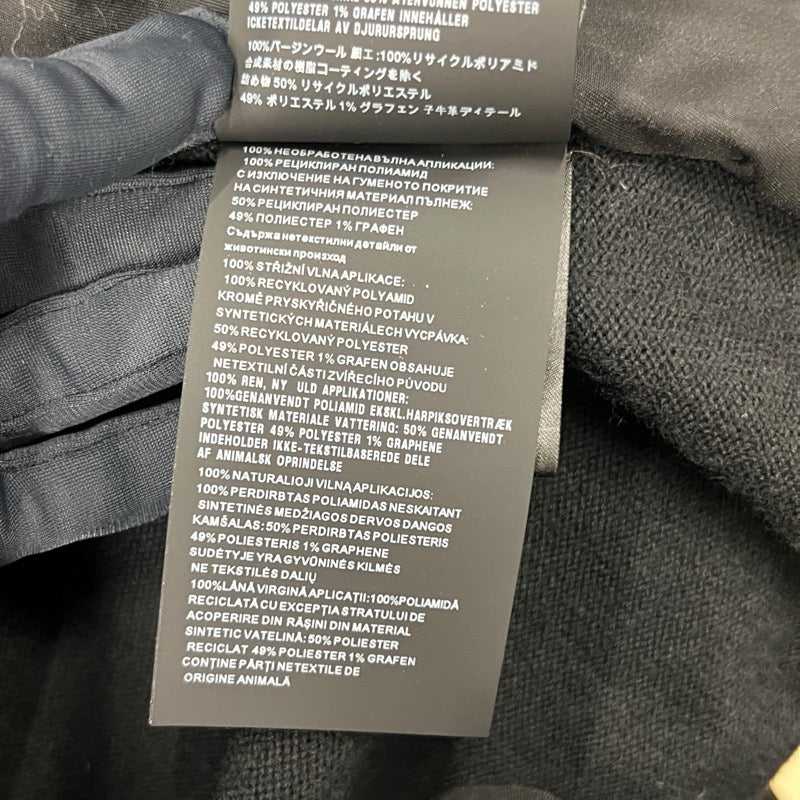 50% ÅTERVUNNEN POLYESTER
49% POLYESTER 1% GRAFEN INNEHÅLLER
ICKETEXTILDELAR AV DJURURSPRUNG
100%バージンウール 細工:100%リサイクルポリアミド
合成素材の樹脂コーティングを除く
詰め物 50% リサイクルポリエステル
49% ポリエステル 1% グラフェン 子牛革ディテール
100% НЕОБРАБОТЕНА ВЪЛНА АПЛИКАЦИИ:
100% РЕЦИКЛИРАН ПОЛИАМИД
С ИЗКЛЮЧЕНИЕ НА ГУМЕНОТО ПОКРИТИЕ
НА СИНТЕТИЧНИЯ МАТЕРИАЛ ПЪЛНЕЖ:
50% РЕЦИКЛИРАН ПОЛИЕСТЕР
49% ПОЛИЕСТЕР 1% ГРАФЕН
Съдържа нетекстилни детайли от
животински произход
100% STŘIŽNÍ VLNA APLIKACE:
100% RECYKLOVANÝ POLYAMID
KROMĚ PRYSKYŘIČNÉHO POTAHU V
SYNTETICKÝCH MATERIÁLECH VYCPÁVKA:
50% RECYKLOVANÝ POLYESTER
49% POLYESTER 1% GRAFEN OBSAHUJE
NETEXTILNÍ ČÁSTI ZVÍŘECÍHO PŮVODU
100% REN, NY ULD APPLIKATIONER:
100%GENANVENDT POLIAMID EKSKL.HARPIKSOVERTRÆK
SYNTETISK MATERIALE VATTERING: 50% GENANVENDT
POLYESTER 49% POLYESTER 1% GRAPHENE
INDEHOLDER IKKE-TEKSTILBASEREDE DELE
AF ANIMALSK OPRINDELSE
100% NATURALIOJI VILNĄ APLIKACIJOS:
100% PERDIRBTAS POLIAMIDAS NESKAITANT
SINTETINĖS MEDŽIAGOS DERVOS DANGOS
KAMŠALAS: 50% PERDIRBTAS POLIESTERIS
49% POLIESTERIS 1% GRAPHENE
SUDĖTYJE YRA GYVŪNINĖS KILMĖS
NE TEKSTILĖS DALIŲ
100%LÂNĂ VIRGINĂ APLICAȚII:100%POLIAMIDĂ
RECICLATĂ CU EXCEPȚIA STRATULUI DE
ACOPERIRE DIN RĂȘINI DIN MATERIAL
SINTETIC VATELINĂ: 50% POLIESTER
RECICLAT 49% POLIESTER 1% GRAFEN
CONȚINE PĂRȚI NETEXTILE DE
ORIGINE ANIMALĂ